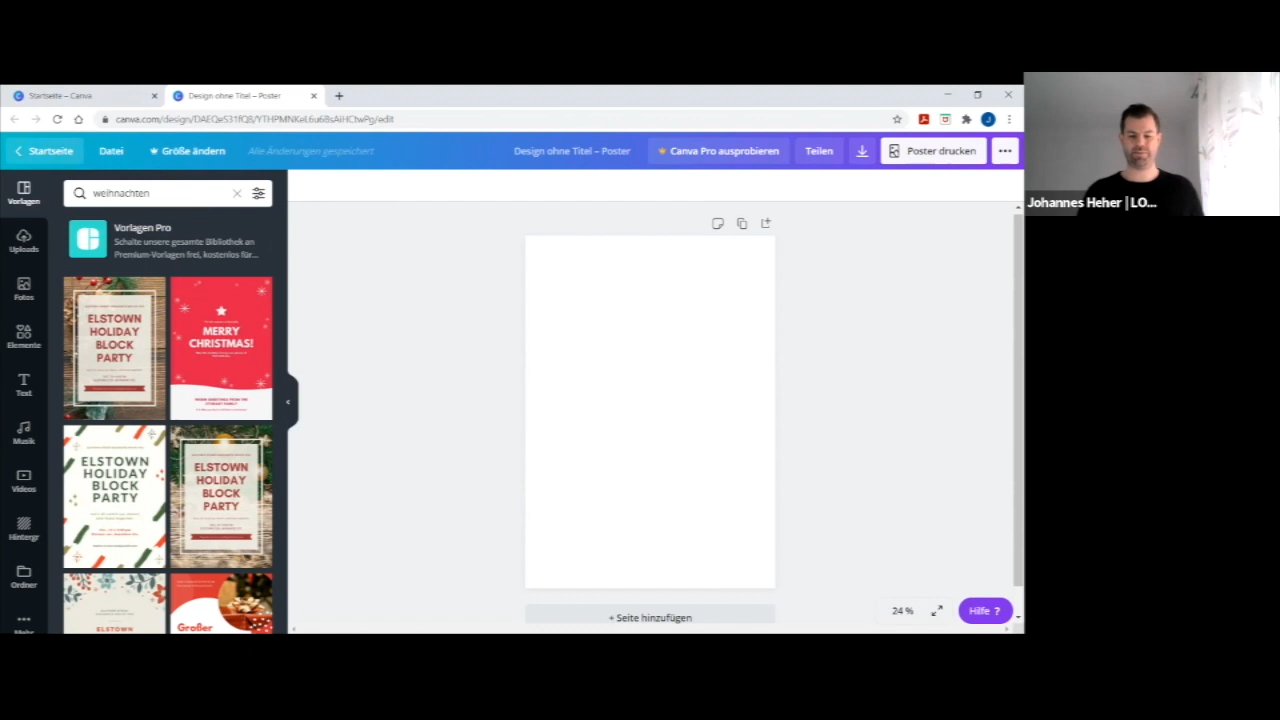 Startseite – Canva
Design ohne Titel – Poster
Startseite
Datei
Größe ändern
Alle Änderungen gespeichert
Design ohne Titel – Poster
Canva Pro ausprobieren
Teilen
Poster drucken
Vorlagen
Uploads
Fotos
Elemente
Text
Musik
Videos
Hintergr
Ordner
Mehr
weihnachten
Vorlagen Pro
Schalte unsere gesamte Bibliothek an
Premium-Vorlagen frei, kostenlos für...
ELSTOWN
HOLIDAY
BLOCK
PARTY
MERRY
CHRISTMAS!
ELSTOWN
HOLIDAY
BLOCK
PARTY
ELSTOWN
HOLIDAY
BLOCK
PARTY
ELSTOWN
Großer
+ Seite hinzufügen
24 %
Hilfe ?
Johannes Heher | LO...